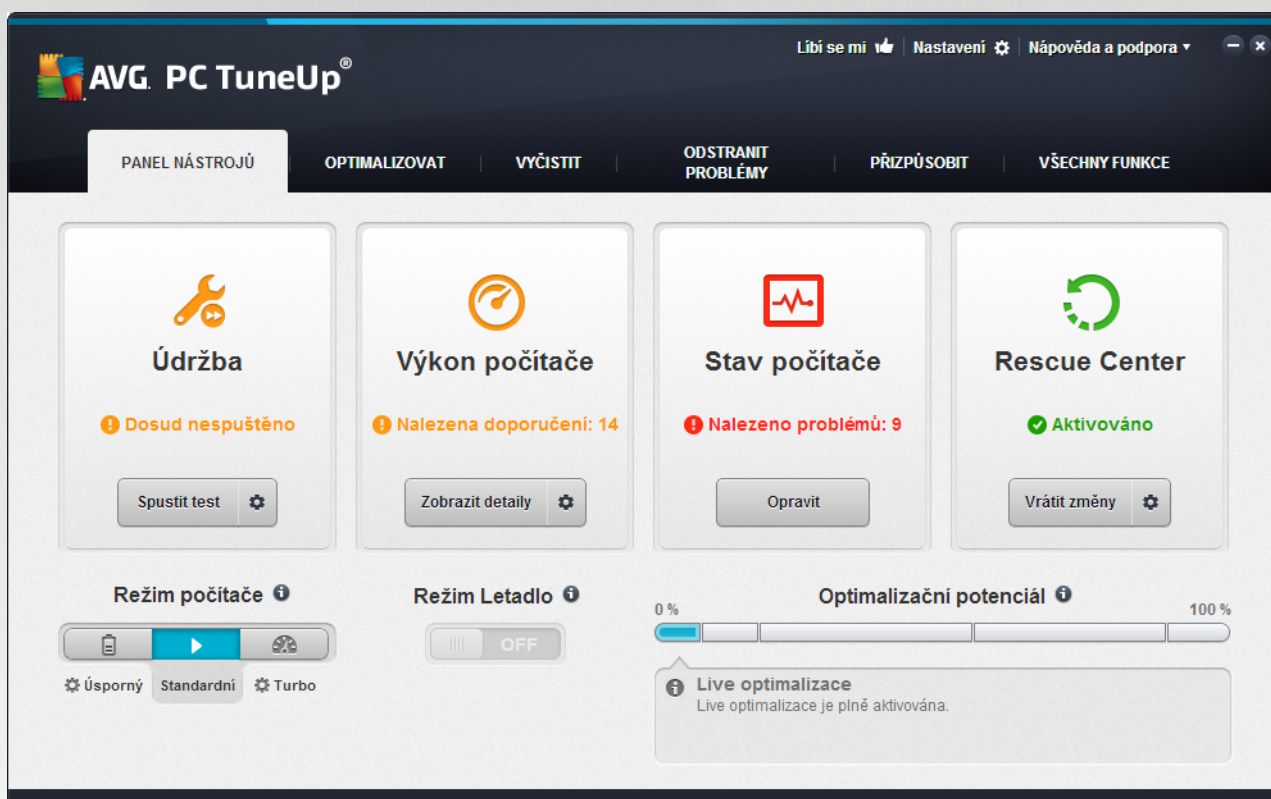 Líbí se mi
Nastavení
Nápověda a podpora
AVG. PC TuneUp®
PANEL NÁSTROJŮ
OPTIMALIZOVAT
VYČISTIT
ODSTRANIT
PROBLÉMY
PŘIZPŮSOBIT
VŠECHNY FUNKCE
Údržba
Dosud nespuštěno
Spustit test
Výkon počítače
Nalezena doporučení: 14
Zobrazit detaily
Stav počítače
Nalezeno problémů: 9
Opravit
Rescue Center
Aktivováno
Vrátit změny
Režim počítače
Úsporný
Standardní
Turbo
Režim Letadlo
OFF
Optimalizační potenciál
0 %
100 %
Live optimalizace
Live optimalizace je plně aktivována.